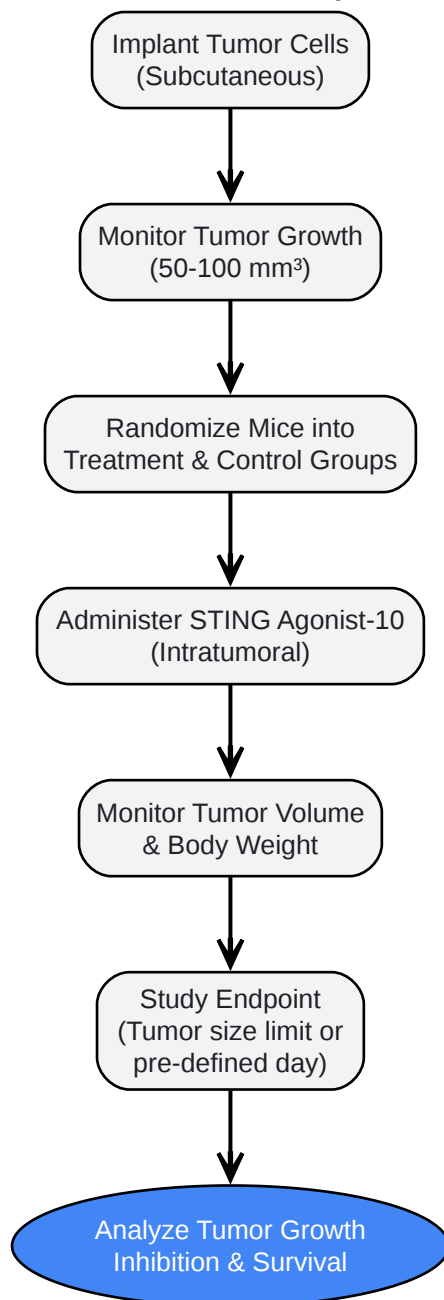 Implant Tumor Cells
(Subcutaneous)
Monitor Tumor Growth
(50-100 mm³)
Randomize Mice into
Treatment & Control Groups
Administer STING Agonist-10
(Intratumoral)
Monitor Tumor Volume
& Body Weight
Study Endpoint
(Tumor size limit or
pre-defined day)
Analyze Tumor Growth
Inhibition & Survival